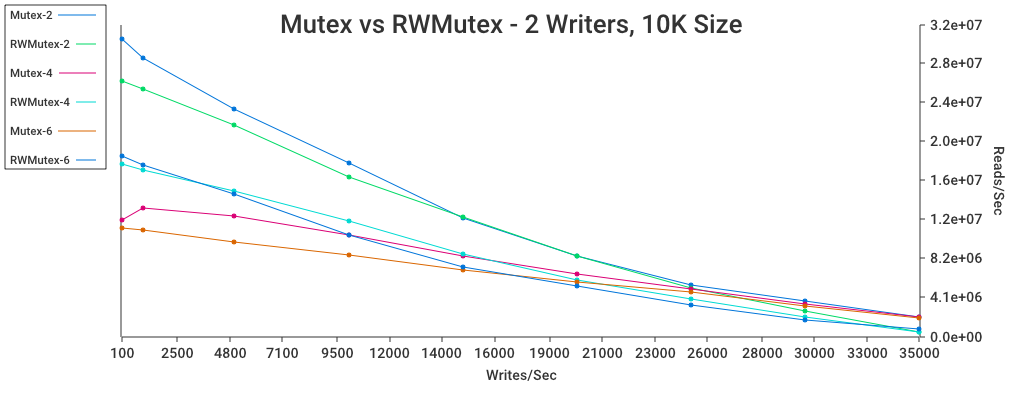 Mutex vs RWMutex - 2 Writers, 10K Size
Mutex-2
RWMutex-2
Mutex-4
RWMutex-4
Mutex-6
RWMutex-6
3.2e+07
2.8e+07
2.4e+07
2.0e+07
1.6e+07
1.2e+07
8.2e+06
4.1e+06
0.0e+00
Reads/Sec
100 2500 4800 7100 9500 12000 14000 16000 19000 21000 23000 26000 28000 30000 33000 35000
Writes/Sec